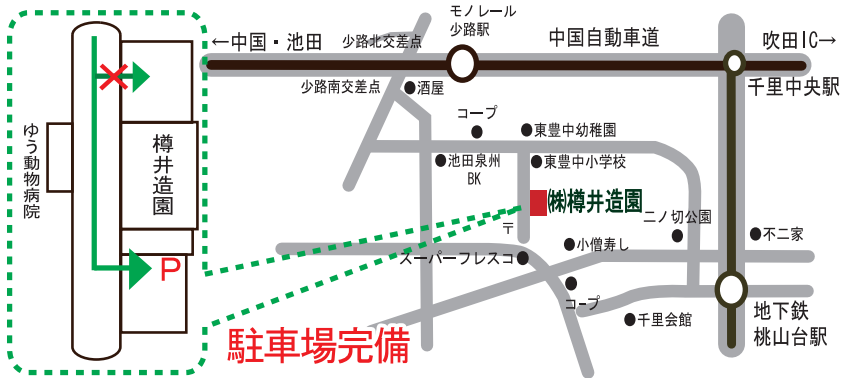 ゆう動物病院
樽井造園
P
←中国・池田
少路北交差点
モノレール
少路駅
中国自動車道
吹田IC→
千里中央駅
少路南交差点
酒屋
コープ
東豊中幼稚園
池田泉州
BK
東豊中小学校
㈱樽井造園
〒
二ノ切公園
小僧寿し
不二家
スーパーフレスコ
コープ
千里会館
地下鉄
桃山台駅
駐車場完備